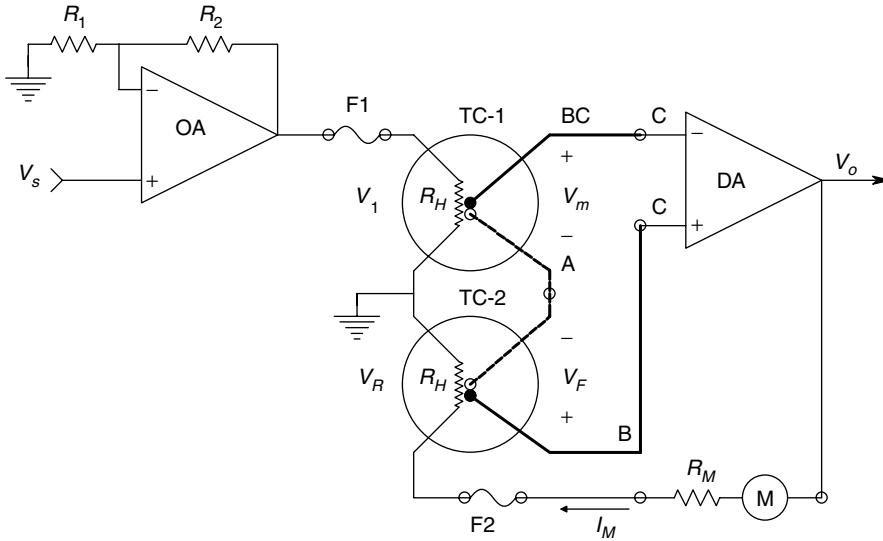 R1
R2
F1
TC-1
BC
C
−
OA
+
Vs
V1
RH
+
Vm
−
A
C
−
DA
+
Vo
TC-2
VR
RH
−
VF
+
B
RM
M
F2
IM